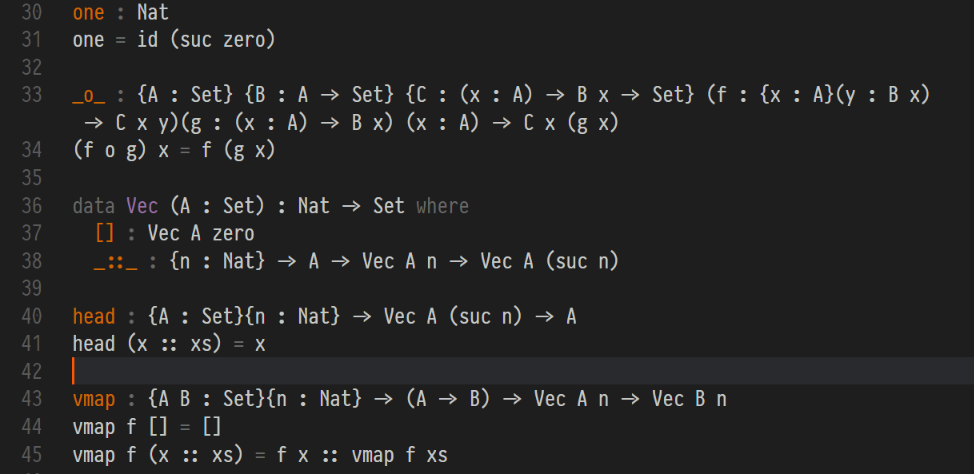 30 one : Nat
31 one = id (suc zero)
32
33 _o_ : {A : Set} {B : A → Set} {C : (x : A) → B x → Set} (f : {x : A}(y : B x)
→ C x y)(g : (x : A) → B x) (x : A) → C x (g x)
34 (f o g) x = f (g x)
35
36 data Vec (A : Set) : Nat → Set where
37 [] : Vec A zero
38 _::_ : {n : Nat} → A → Vec A n → Vec A (suc n)
39
40 head : {A : Set}{n : Nat} → Vec A (suc n) → A
41 head (x :: xs) = x
42
43 vmap : {A B : Set}{n : Nat} → (A → B) → Vec A n → Vec B n
44 vmap f [] = []
45 vmap f (x :: xs) = f x :: vmap f xs